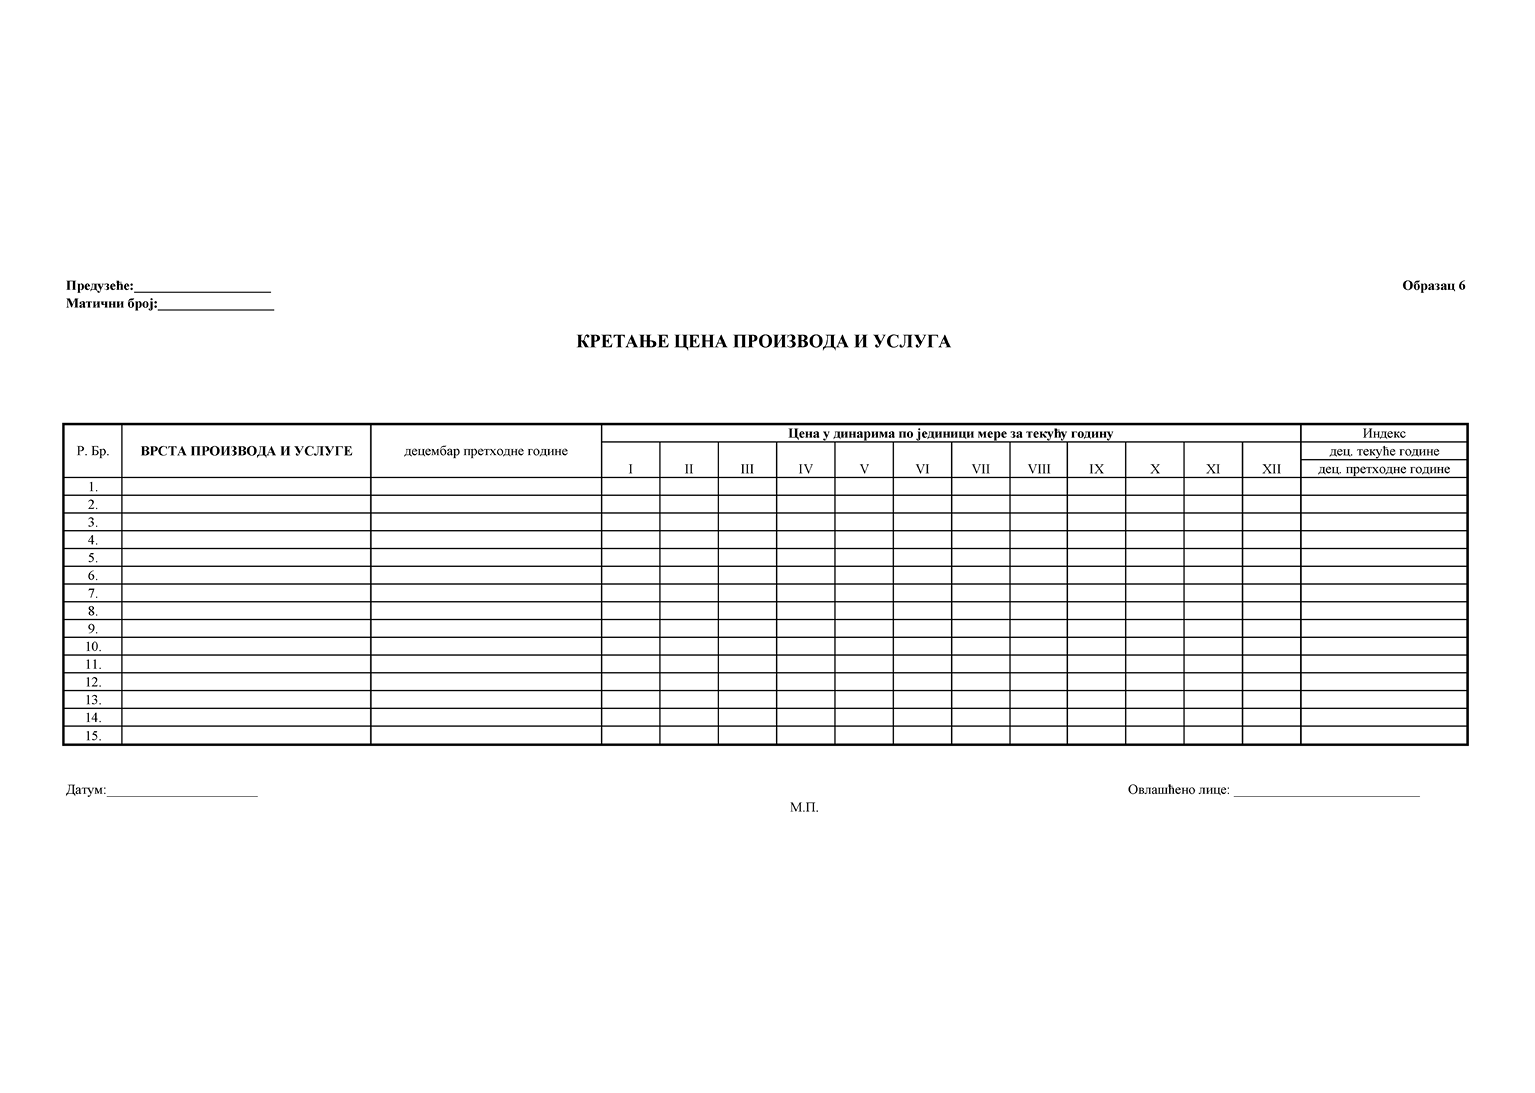 Предузеће:____________________ Образац 6
Матични број:_________________
КРЕТАЊЕ ЦЕНА ПРОИЗВОДА И УСЛУГА
Р. Бр. ВРСТА ПРОИЗВОДА И УСЛУГЕ децембар претходне године Цена у динарима по јединици мере за текућу годину Индекс
дец. текуће године
I II III IV V VI VII VIII IX X XI XII дец. претходне године
1.
2.
3.
4.
5.
6.
7.
8.
9.
10.
11.
12.
13.
14.
15.
Датум:______________________ Овлашћено лице: ___________________________
М.П.